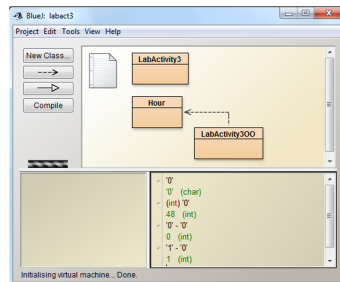 BlueJ: labact3
Project Edit Tools View Help
New Class...
Compile
LabActivity3
Hour
LabActivity3OO
'0'
'0' (char)
(int) '0'
48 (int)
'0' - '0'
0 (int)
'1' - '0'
1 (int)
Initialising virtual machine... Done.